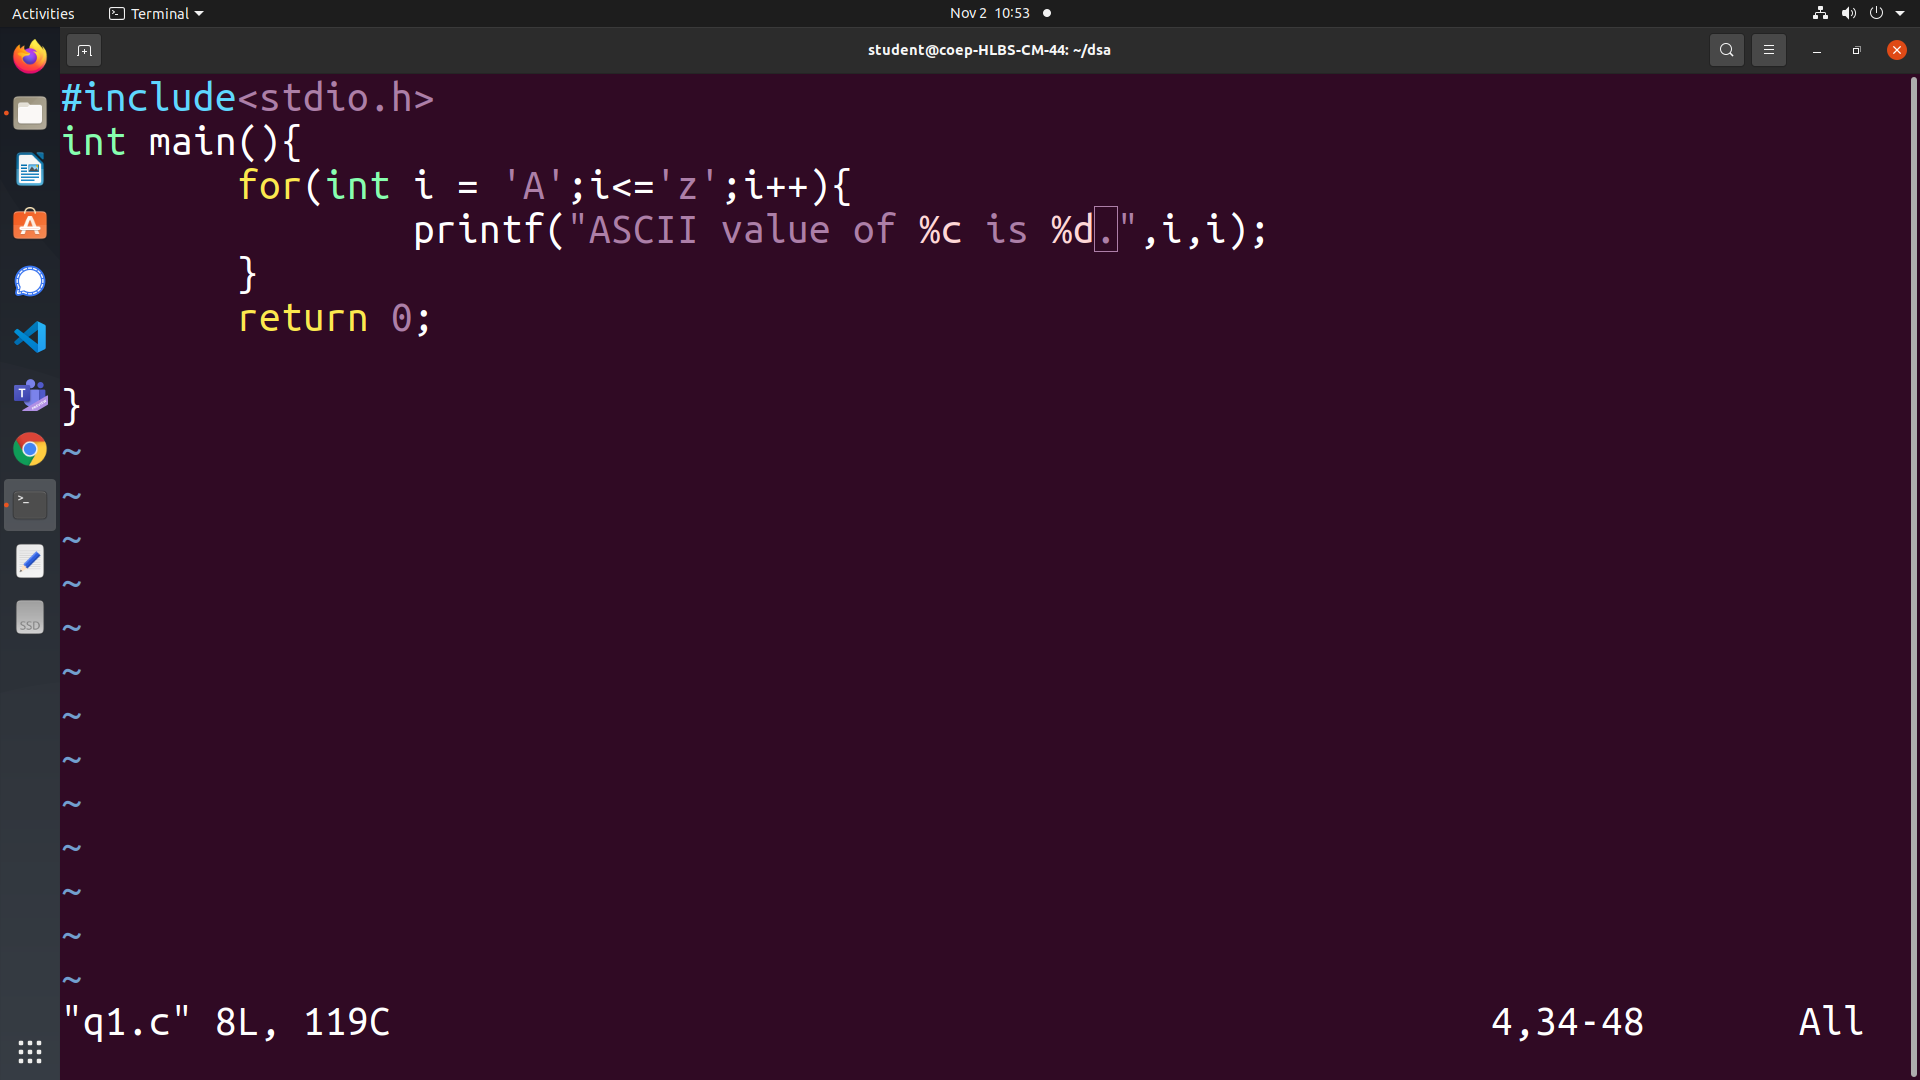 Activities Terminal Nov 2 10:53
student@coep-HLBS-CM-44: ~/dsa
#include<stdio.h>
int main(){
        for(int i = 'A';i<='z';i++){
                printf("ASCII value of %c is %d.",i,i);
        }
        return 0;

}
~
~
~
~
~
~
~
~
~
~
~
~
~
"q1.c" 8L, 119C 4,34-48 All
SSD